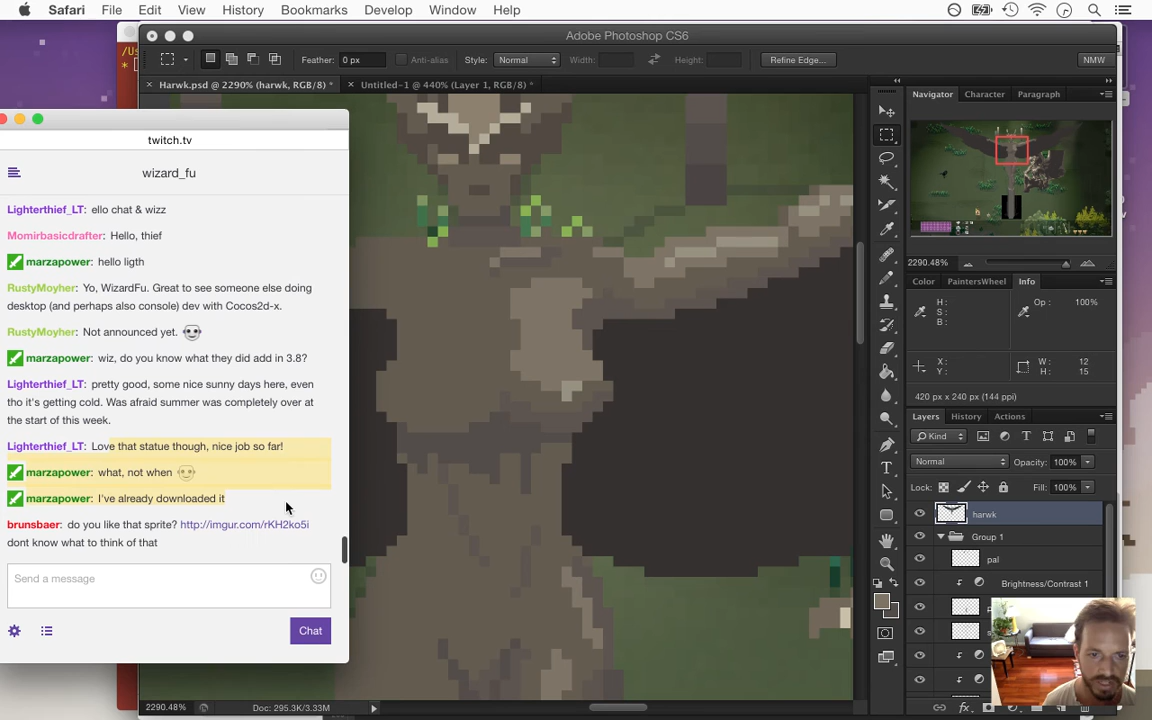 Safari File Edit View History Bookmarks Develop Window Help
Adobe Photoshop CS6
Feather: 0 px Anti-alias Style: Normal Width: Height: Refine Edge... NMW
× Harwk.psd @ 2290% (harwk, RGB/8) * × Untitled-1 @ 440% (Layer 1, RGB/8) *
Navigator Character Paragraph
2290.48%
Color PaintersWheel Info
H:
S:
B:
Op: 100%
X:
Y:
W: 12
H: 15
420 px x 240 px (144 ppi)
Layers History Actions
Kind
Normal Opacity: 100%
Lock: Fill: 100%
harwk
Group 1
pal
Brightness/Contrast 1
2290.48% Doc: 295.3K/3.33M
twitch.tv
wizard_fu
Lighterthief_LT: ello chat & wizz
Momirbasicdrafter: Hello, thief
marzapower: hello ligth
RustyMoyher: Yo, WizardFu. Great to see someone else doing
desktop (and perhaps also console) dev with Cocos2d-x.
RustyMoyher: Not announced yet.
marzapower: wiz, do you know what they did add in 3.8?
Lighterthief_LT: pretty good, some nice sunny days here, even
tho it's getting cold. Was afraid summer was completely over at
the start of this week.
Lighterthief_LT: Love that statue though, nice job so far!
marzapower: what, not when
marzapower: I've already downloaded it
brunsbaer: do you like that sprite? http://imgur.com/rKH2ko5i
dont know what to think of that
Send a message
Chat